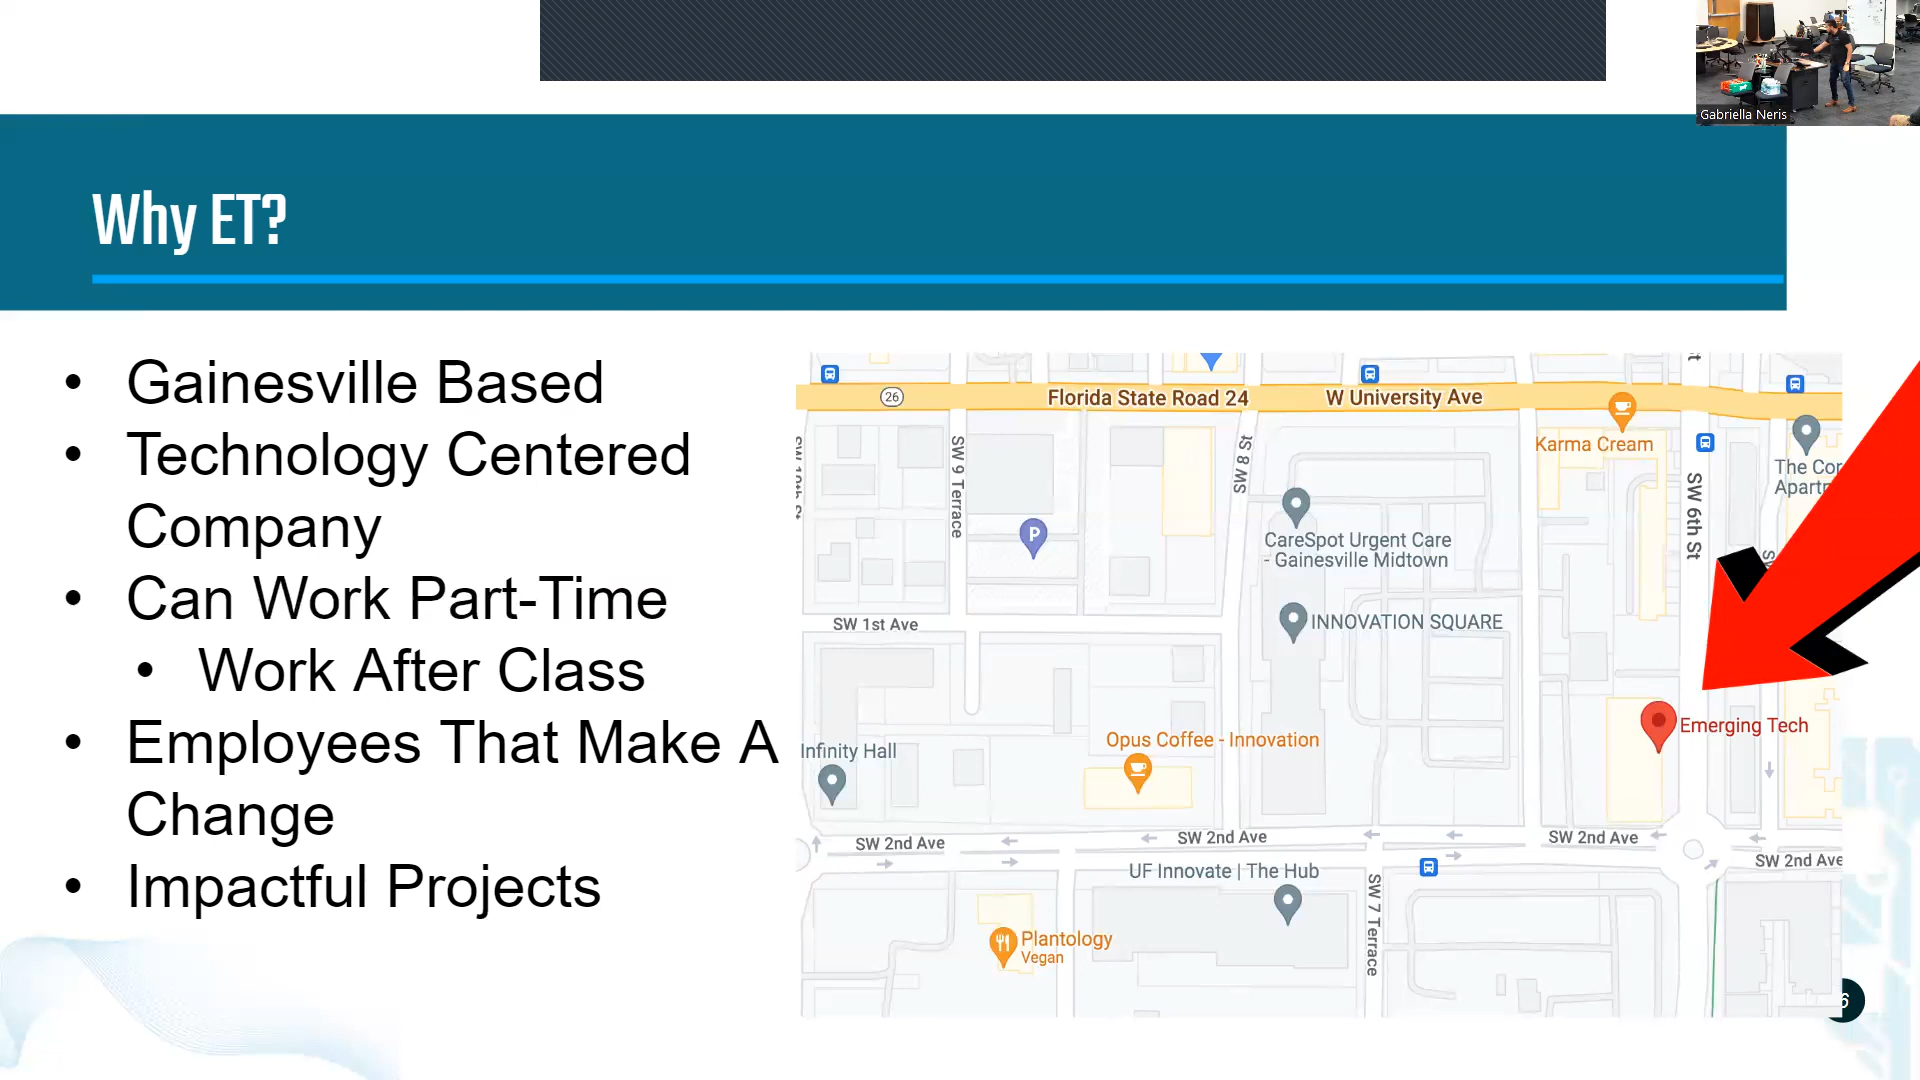 Gabriella Neris
Why ET?
• Gainesville Based
• Technology Centered
Company
• Can Work Part-Time
• Work After Class
• Employees That Make A
Change
• Impactful Projects
26
Florida State Road 24
W University Ave
Karma Cream
SW 9 Terrace
SW 8 St
SW 6th St
The Cor
P
CareSpot Urgent Care
- Gainesville Midtown
INNOVATION SQUARE
SW 1st Ave
Emerging Tech
Infinity Hall
Opus Coffee - Innovation
SW 2nd Ave
SW 2nd Ave
SW 2nd Ave
SW 2nd Ave
UF Innovate | The Hub
SW 7 Terrace
Plantology
Vegan
6